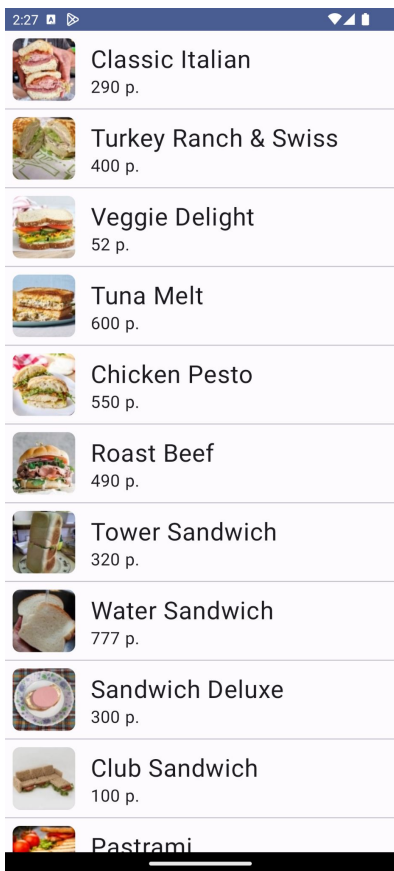 2:27
Classic Italian
290 р.
Turkey Ranch & Swiss
400 р.
Veggie Delight
52 р.
Tuna Melt
600 р.
Chicken Pesto
550 р.
Roast Beef
490 р.
Tower Sandwich
320 р.
Water Sandwich
777 р.
Sandwich Deluxe
300 р.
Club Sandwich
100 р.
Pastrami